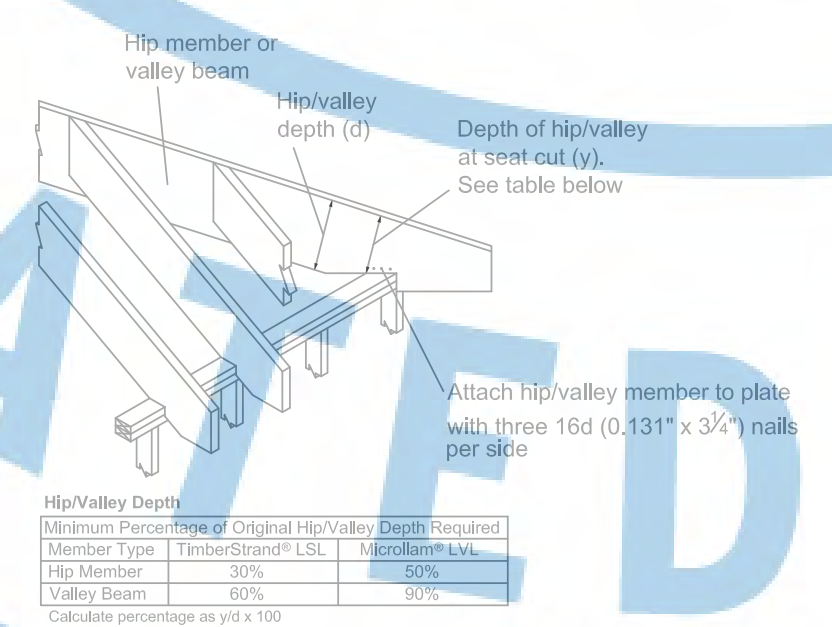 Hip member or
valley beam
Hip/valley
depth (d)
Depth of hip/valley
at seat cut (y).
See table below
Attach hip/valley member to plate
with three 16d (0.131" x 3¼") nails
per side
Hip/Valley Depth
Minimum Percentage of Original Hip/Valley Depth Required
Member Type TimberStrand® LSL Microllam® LVL
Hip Member 30% 50%
Valley Beam 60% 90%
Calculate percentage as y/d x 100
ATED